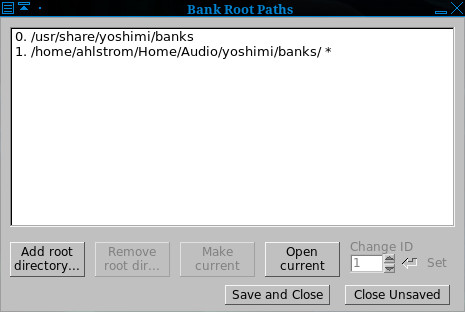 Bank Root Paths
0. /usr/share/yoshimi/banks
1. /home/ahlstrom/Home/Audio/yoshimi/banks/ *
Add root
directory...
Remove
root dir...
Make
current
Open
current
Change ID
1
Set
Save and Close
Close Unsaved